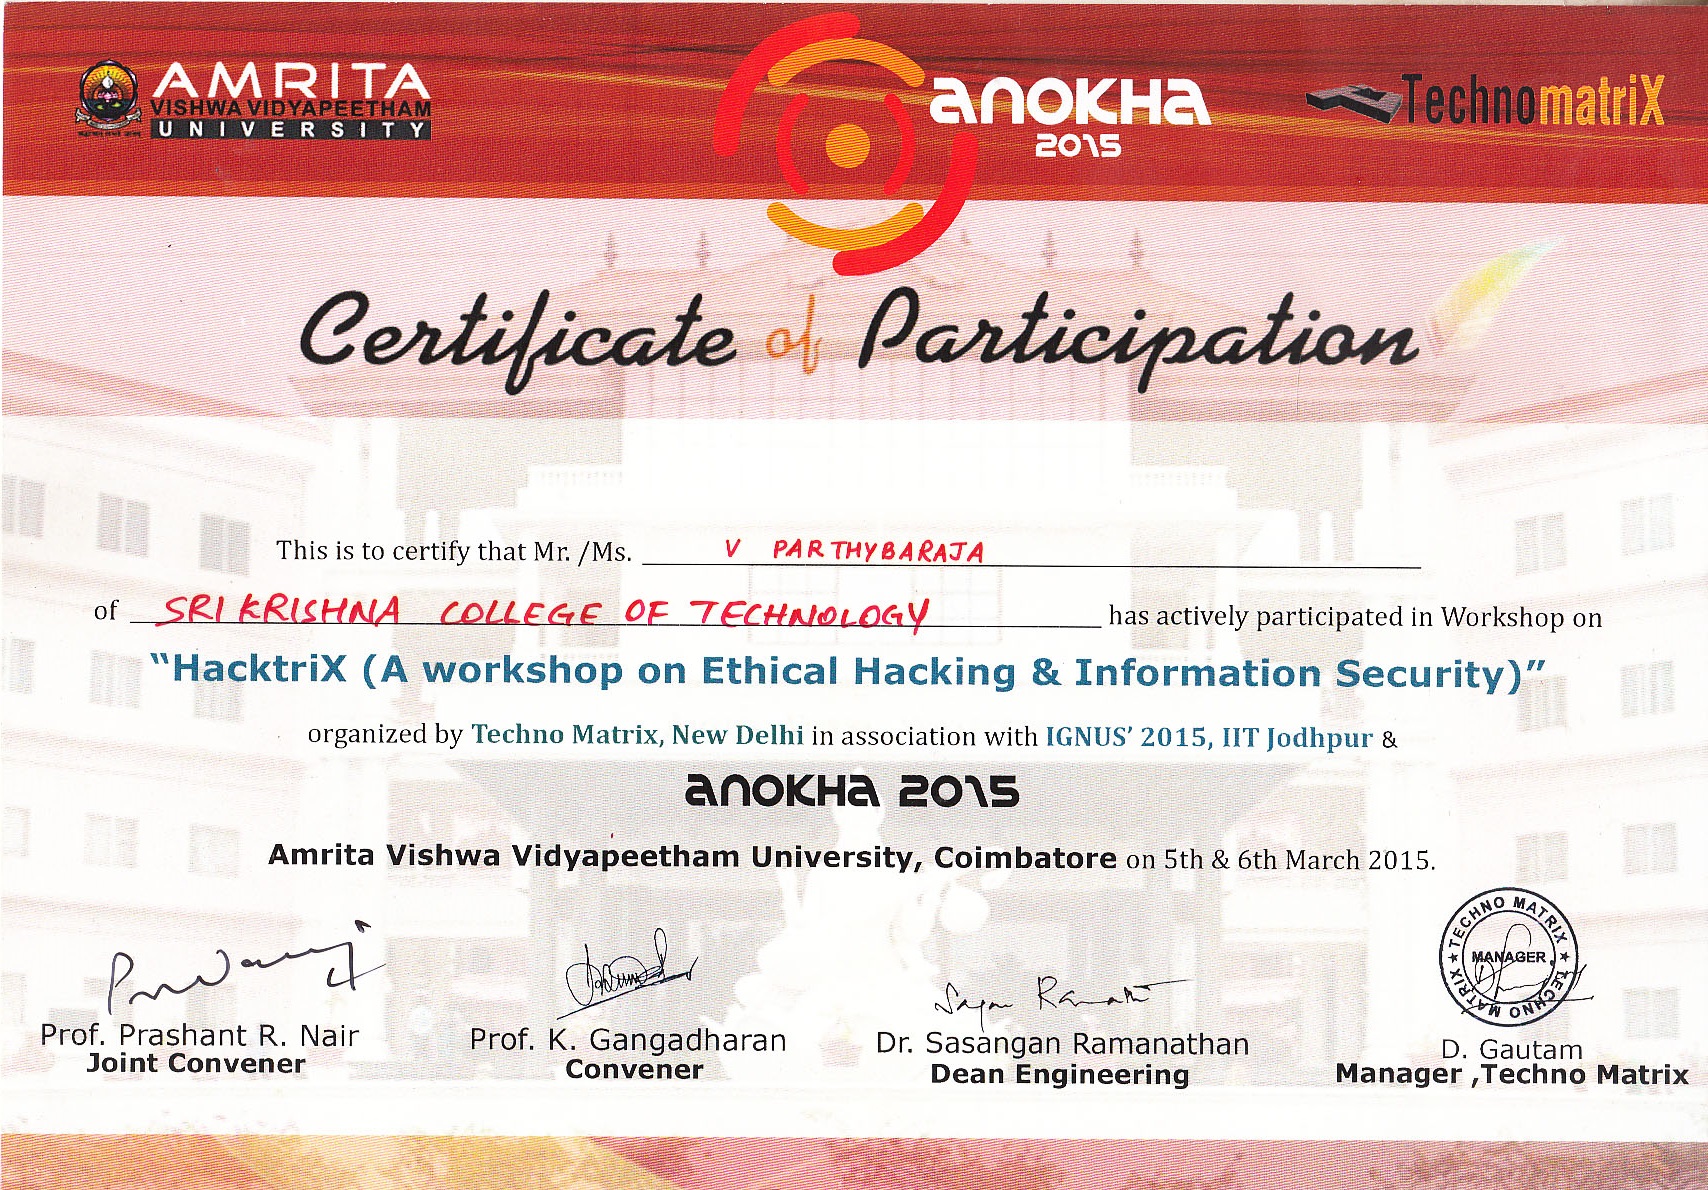 AMRITA
VISHWA VIDYAPEETHAM
UNIVERSITY
ANOKHA
2015
TechnomatriX
Certificate of Participation
This is to certify that Mr. /Ms. V PARTHYBARAJA
of SRI KRISHNA COLLEGE OF TECHNOLOGY has actively participated in Workshop on
“HacktriX (A workshop on Ethical Hacking & Information Security)”
organized by Techno Matrix, New Delhi in association with IGNUS’ 2015, IIT Jodhpur &
ANOKHA 2015
Amrita Vishwa Vidyapeetham University, Coimbatore on 5th & 6th March 2015.
TECHNO MATRIX ★ TECHNO MATRIX ★
MANAGER
Prof. Prashant R. Nair
Joint Convener
Prof. K. Gangadharan
Convener
Dr. Sasangan Ramanathan
Dean Engineering
D. Gautam
Manager ,Techno Matrix